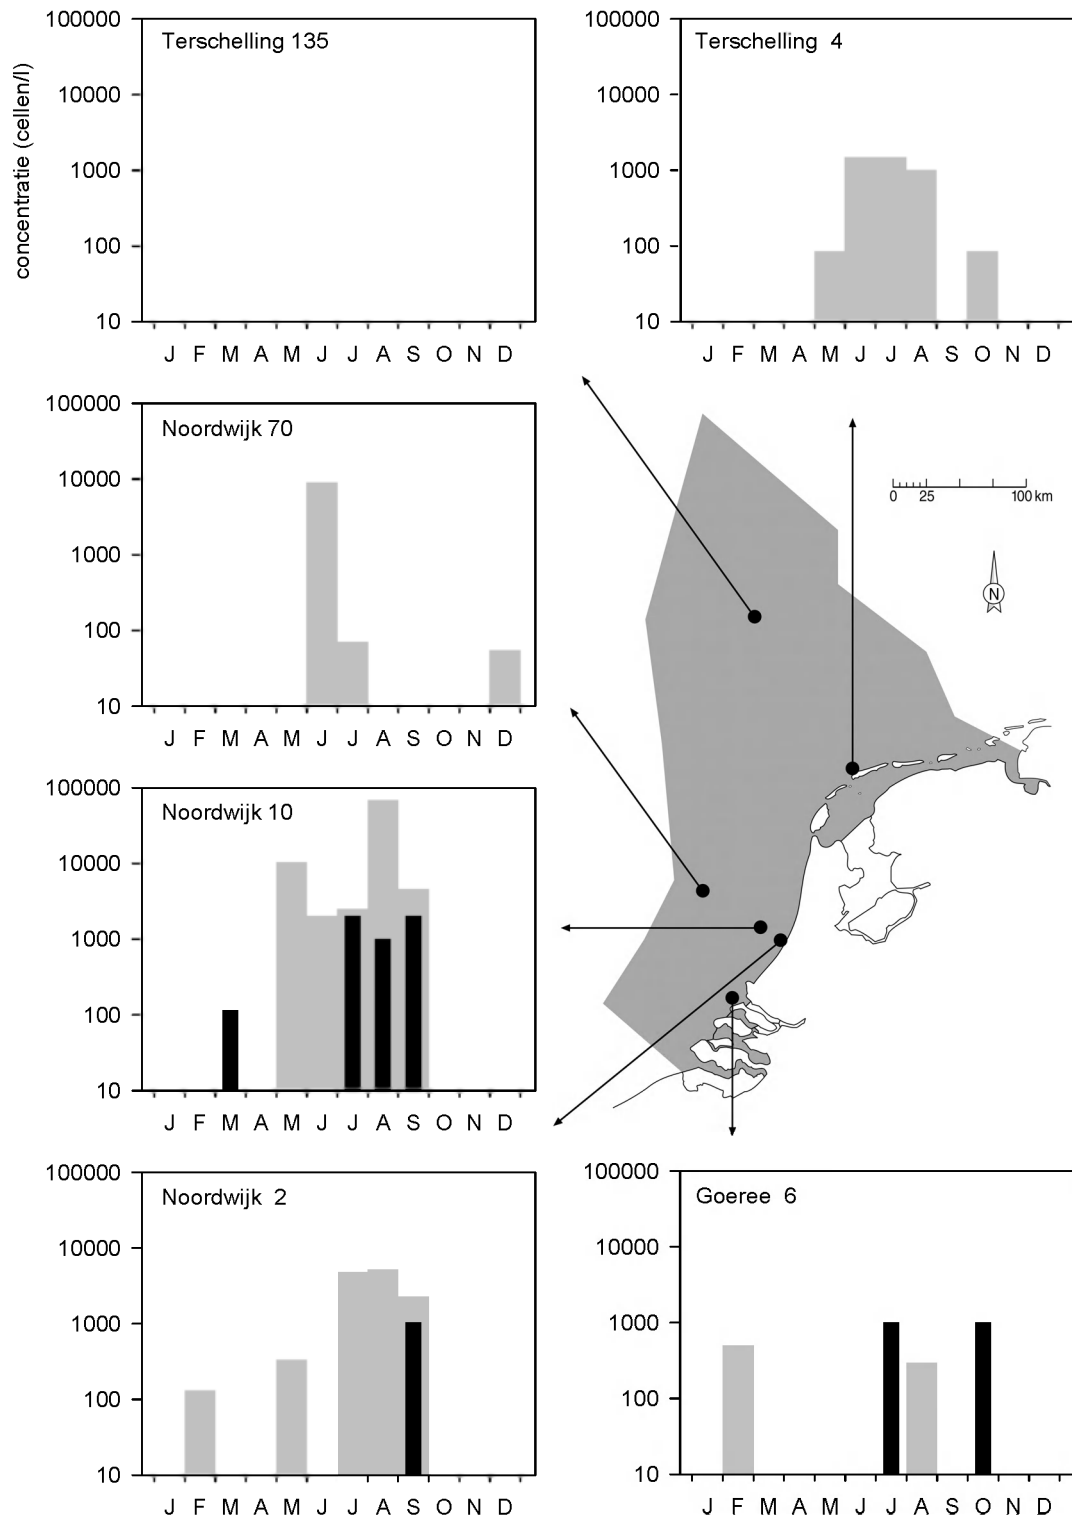 concentratie (cellen/l)
Terschelling 135
100000
10000
1000
100
10
J F M A M J J A S O N D
Terschelling 4
100000
10000
1000
100
10
J F M A M J J A S O N D
Noordwijk 70
100000
10000
1000
100
10
J F M A M J J A S O N D
0 25 100 km
N
Noordwijk 10
100000
10000
1000
100
10
J F M A M J J A S O N D
Noordwijk 2
100000
10000
1000
100
10
J F M A M J J A S O N D
Goeree 6
100000
10000
1000
100
10
J F M A M J J A S O N D